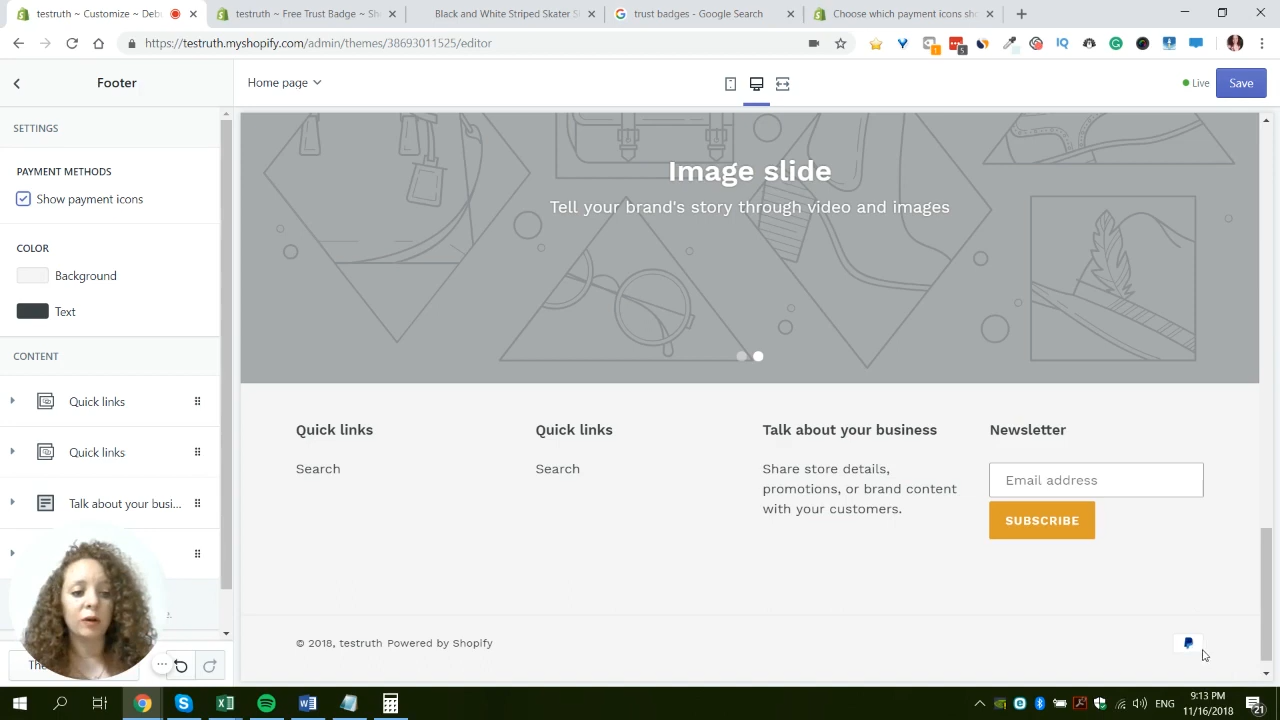 testruth ~ Customize ~ Debu
testruth ~ Free Trust Badge ~ Sh
Black and White Striped Skater S
trust badges - Google Search
Choose which payment icons sho
https://testruth.myshopify.com/admin/themes/38693011525/editor
Footer
Home page
Live
Save
SETTINGS
PAYMENT METHODS
Show payment icons
COLOR
Background
Text
CONTENT
Quick links
Quick links
Talk about your busi...
Image slide
Tell your brand's story through video and images
Quick links
Search
Quick links
Search
Talk about your business
Share store details,
promotions, or brand content
with your customers.
Newsletter
Email address
SUBSCRIBE
© 2018, testruth Powered by Shopify
ENG
9:13 PM
11/16/2018
21